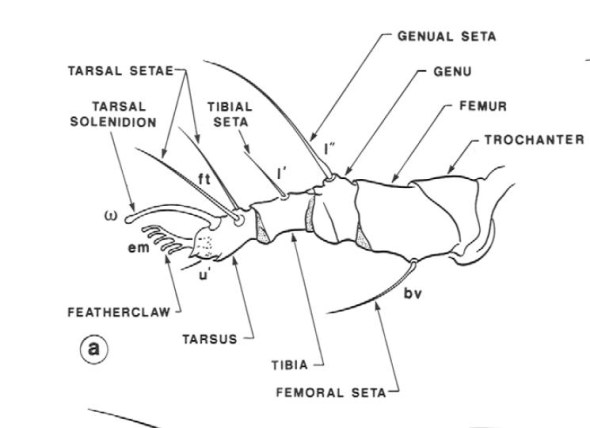 GENUAL SETA
TARSAL SETAE
GENU
TARSAL
SOLENIDION
TIBIAL
SETA
FEMUR
TROCHANTER
l"
l'
ft
ω
em
u'
bv
FEATHERCLAW
TARSUS
a
TIBIA
FEMORAL SETA